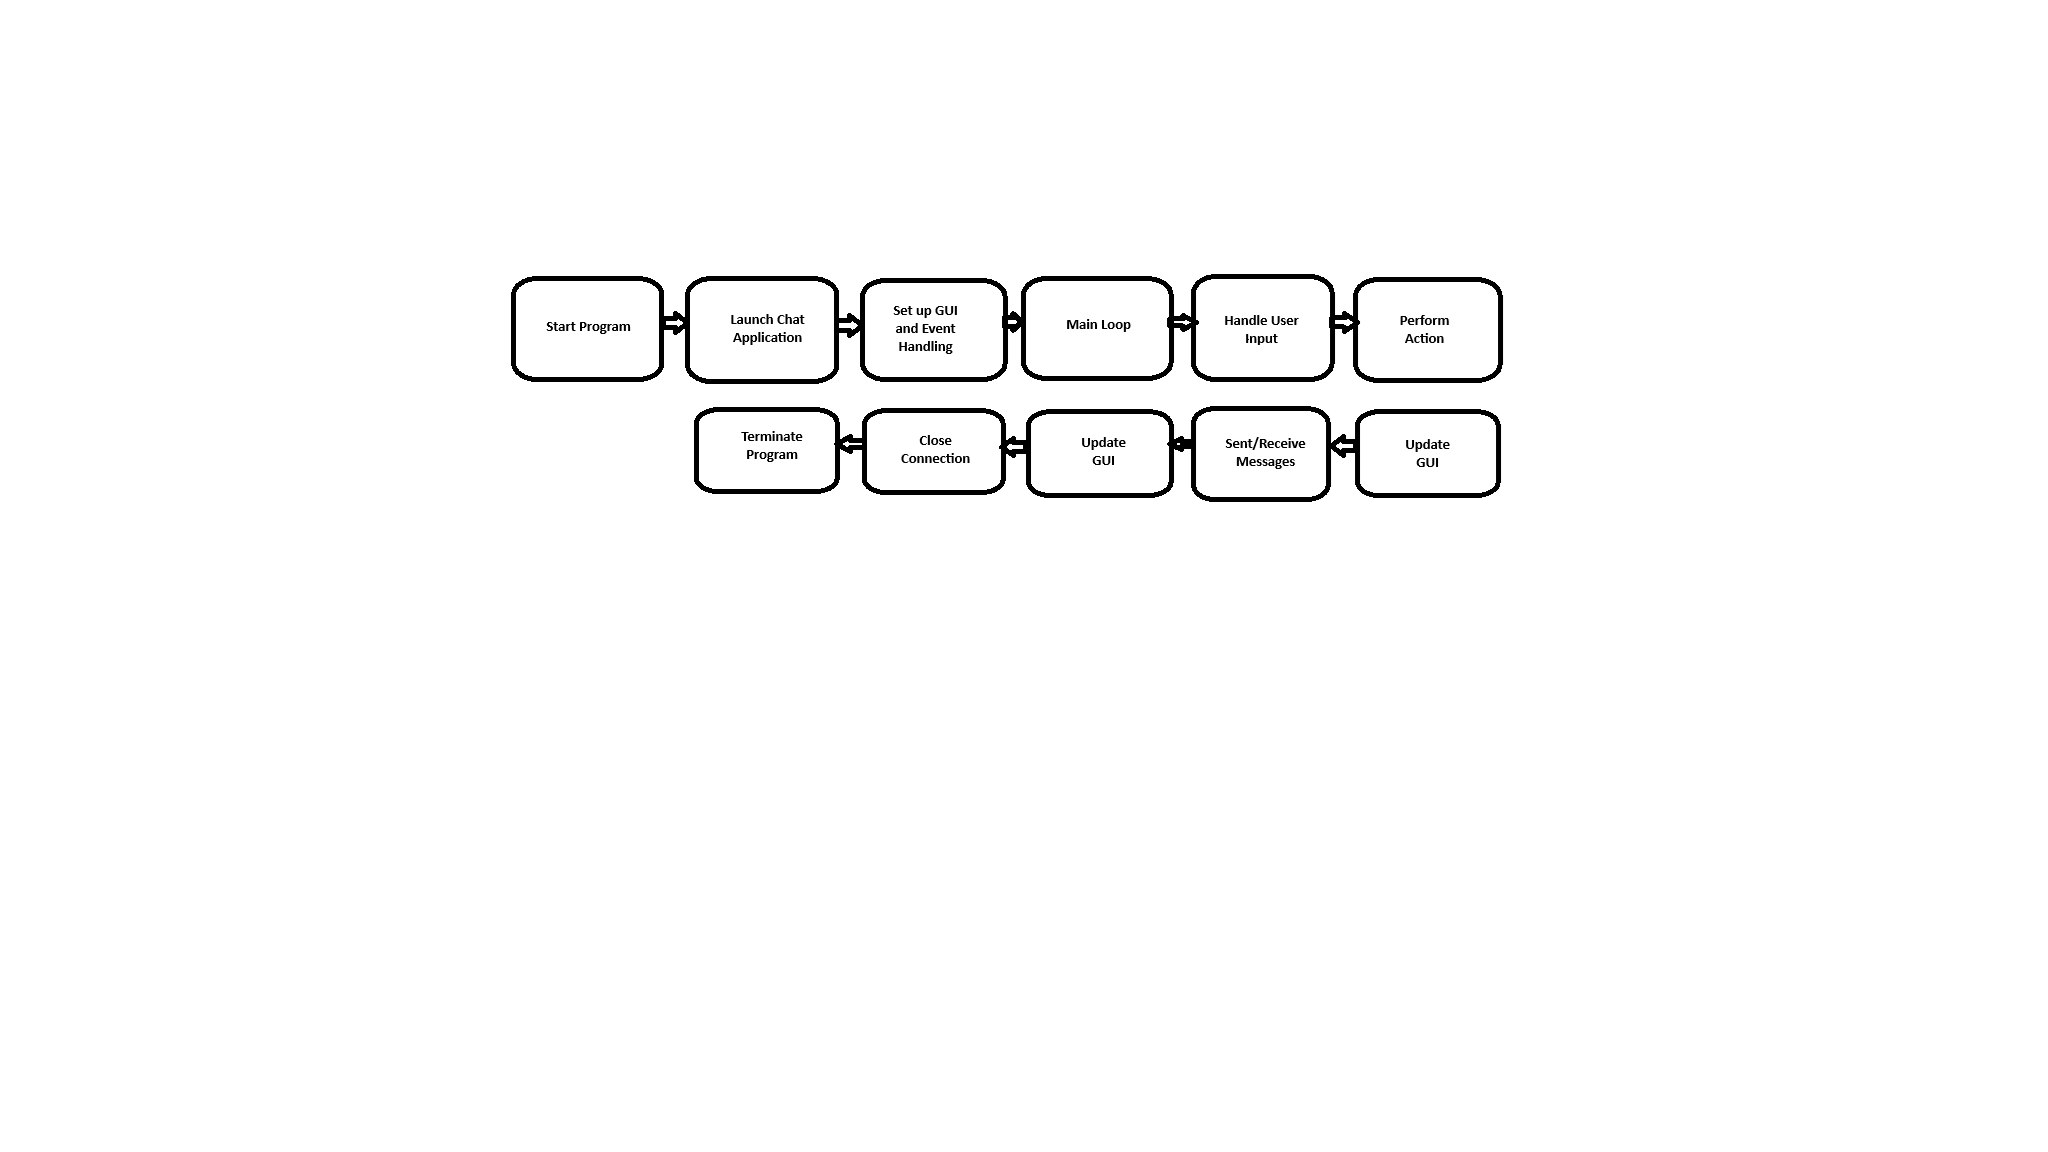 Start Program
Launch Chat
Application
Set up GUI
and Event
Handling
Main Loop
Handle User
Input
Perform
Action
Terminate
Program
Close
Connection
Update
GUI
Sent/Receive
Messages
Update
GUI